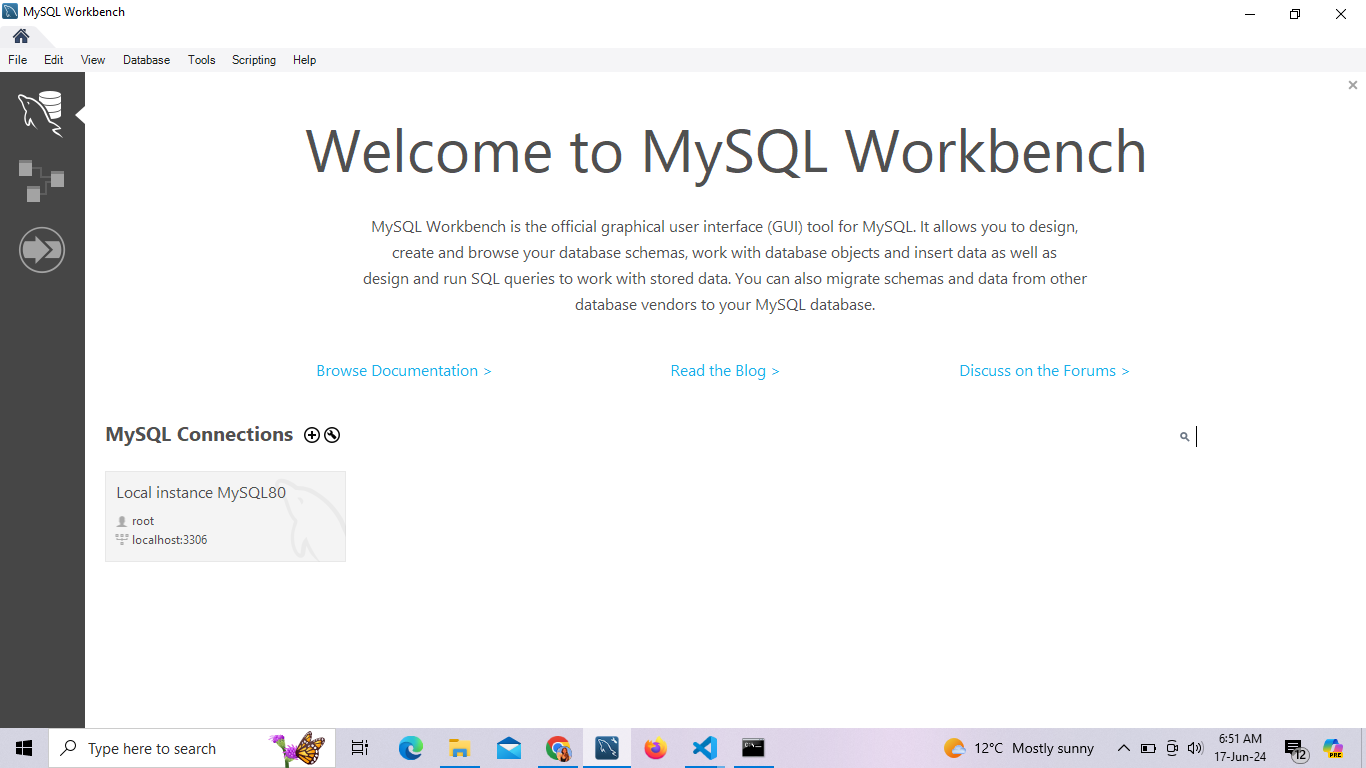 MySQL Workbench
File Edit View Database Tools Scripting Help
Welcome to MySQL Workbench
MySQL Workbench is the official graphical user interface (GUI) tool for MySQL. It allows you to design,
create and browse your database schemas, work with database objects and insert data as well as
design and run SQL queries to work with stored data. You can also migrate schemas and data from other
database vendors to your MySQL database.
Browse Documentation > Read the Blog > Discuss on the Forums >
MySQL Connections
Local instance MySQL80
root
localhost:3306
Type here to search
12°C Mostly sunny
6:51 AM
17-Jun-24
12
PRE